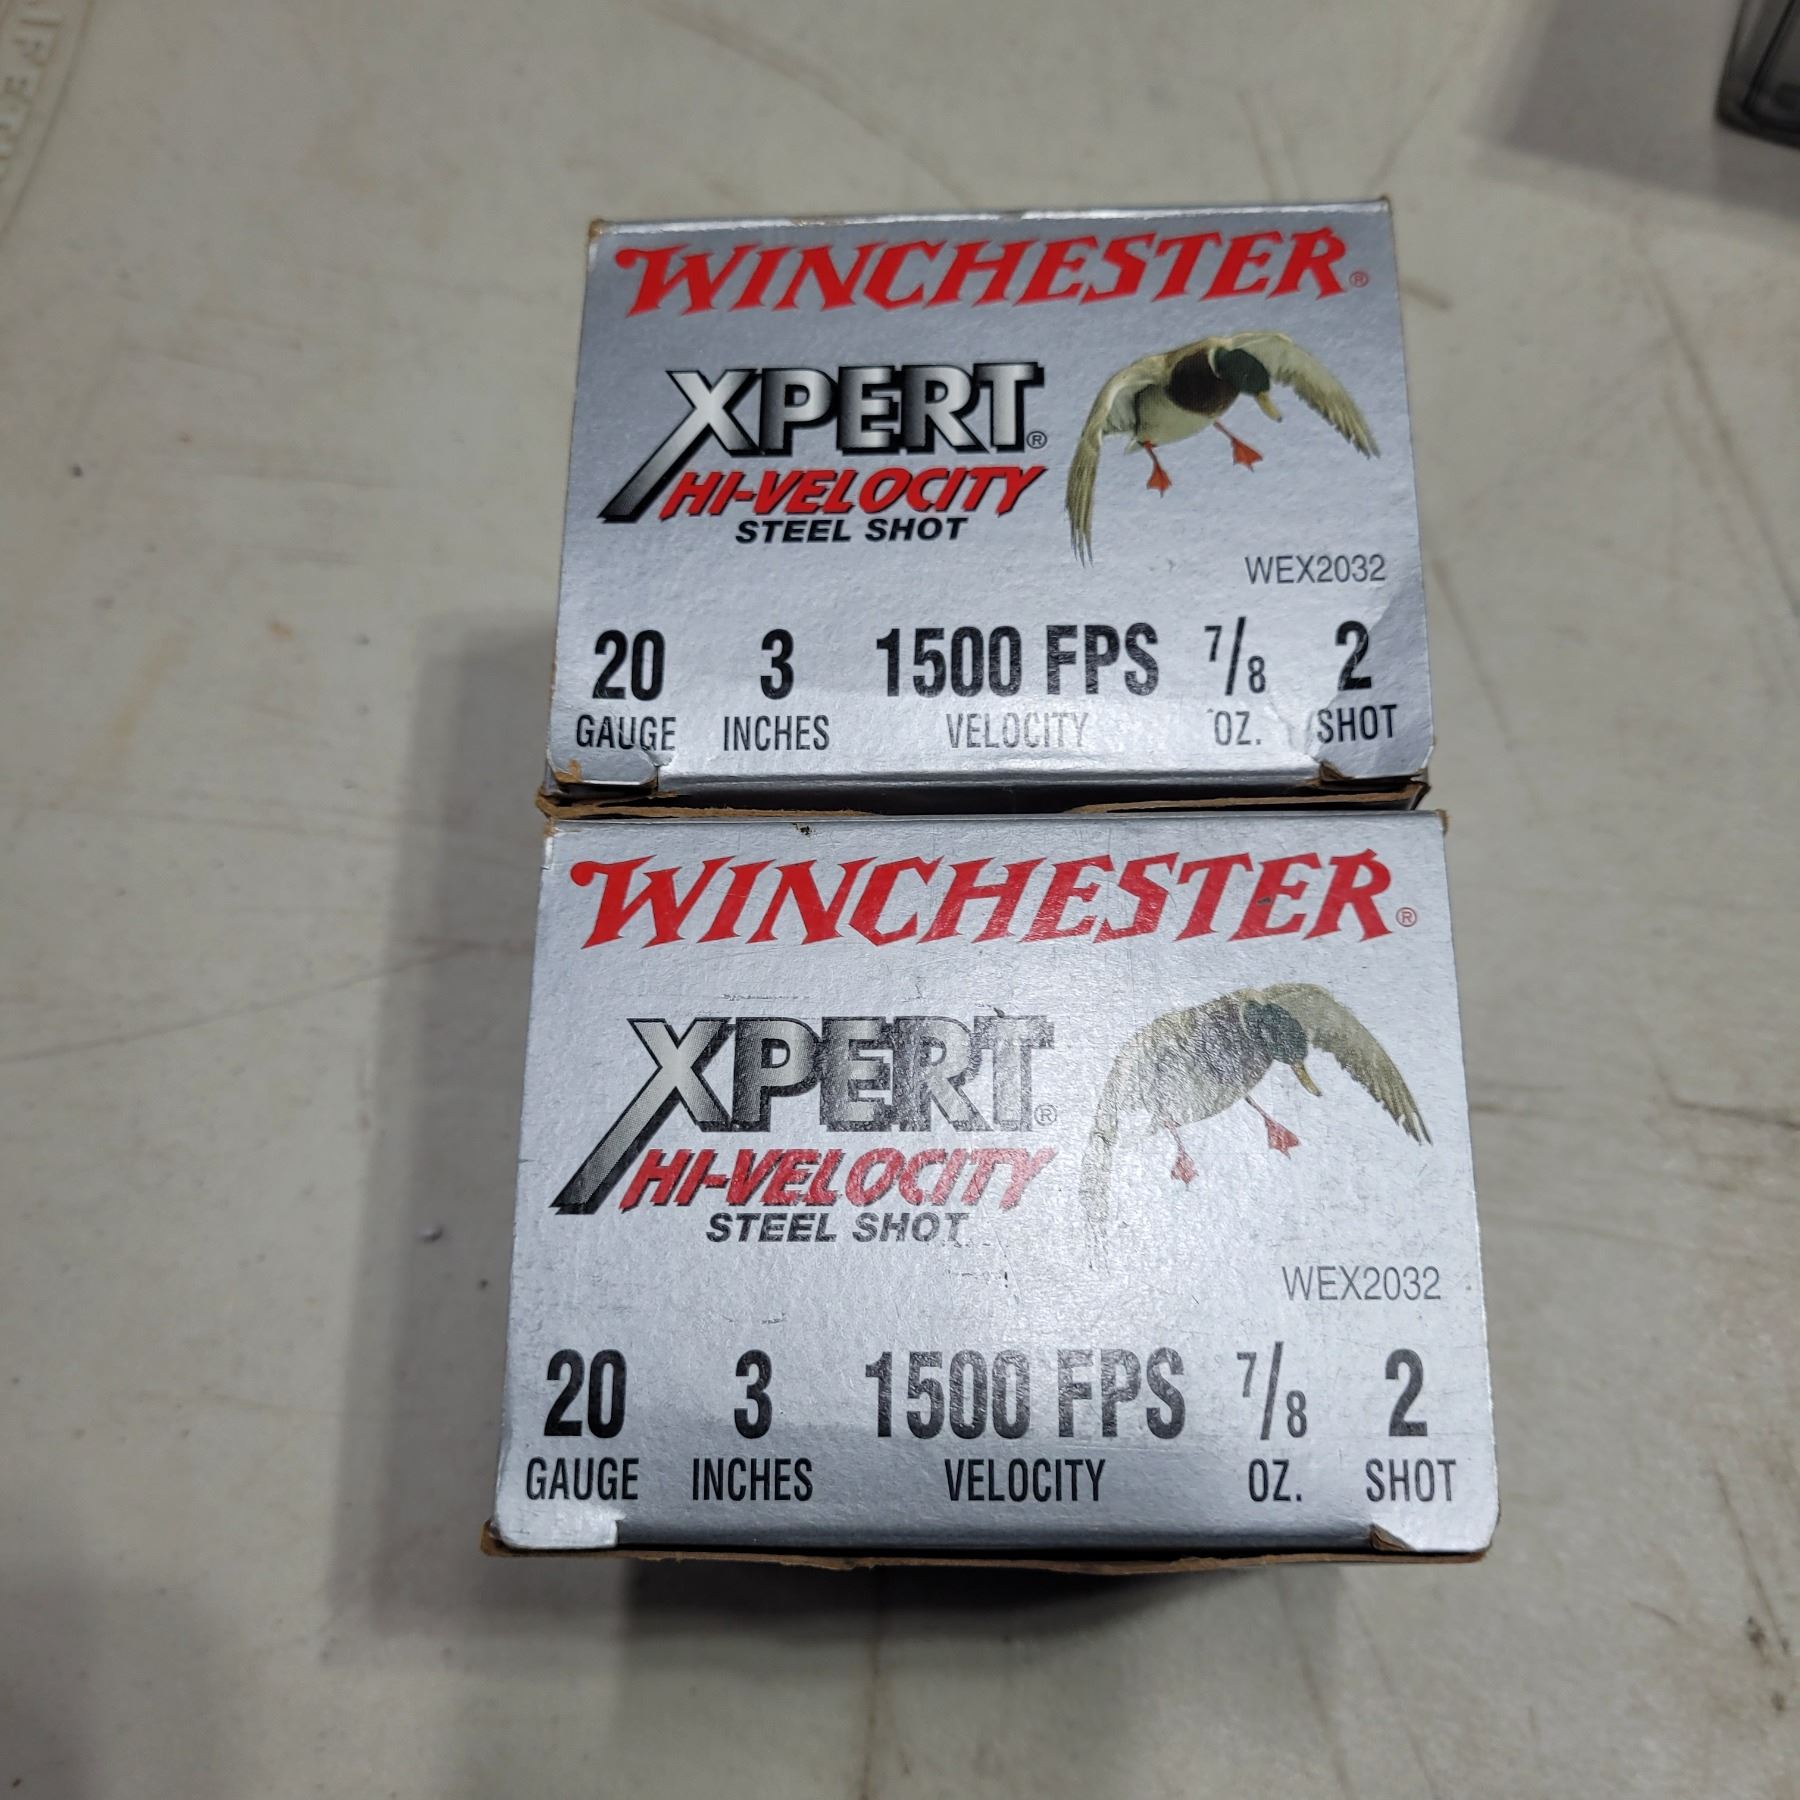 WINCHESTER®
XPERT®
HI-VELOCITY
STEEL SHOT
WEX2032
20 3 1500 FPS 7/8 2
GAUGE INCHES VELOCITY OZ. SHOT
WINCHESTER®
XPERT®
HI-VELOCITY
STEEL SHOT
WEX2032
20 3 1500 FPS 7/8 2
GAUGE INCHES VELOCITY OZ. SHOT